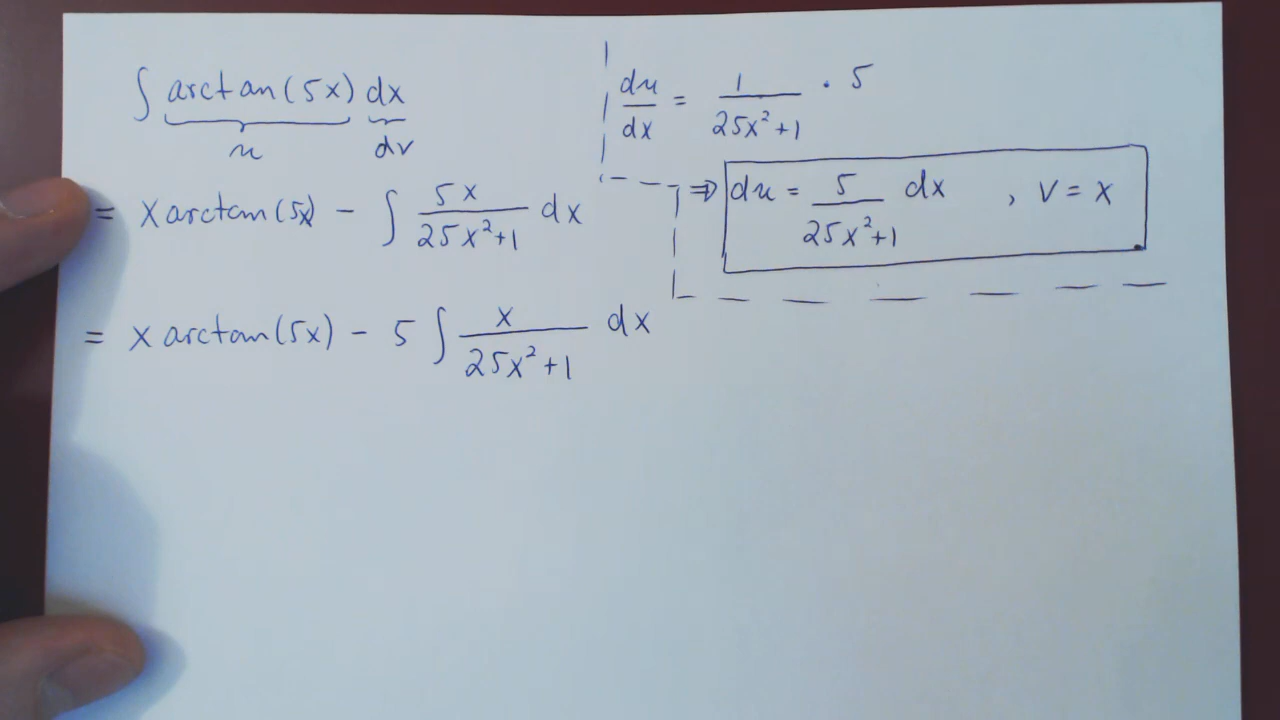 ∫ arctan(5x) dx
u dv
= x arctan(5x) - ∫ 5x/(25x²+1) dx
= x arctan(5x) - 5 ∫ x/(25x²+1) dx
du/dx = 1/(25x²+1) · 5
⇒ du = 5/(25x²+1) dx , v = x